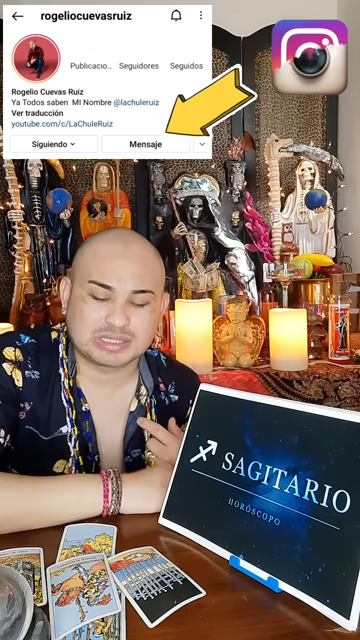 rogeliocuevasruiz
Publicacio... Seguidores Seguidos
Rogelio Cuevas Ruiz
Ya Todos saben MI Nombre @lachuleruiz
Ver traducción
youtube.com/c/LaChuleRuiz
Siguiendo Mensaje
SAGITARIO
HORÓSCOPO